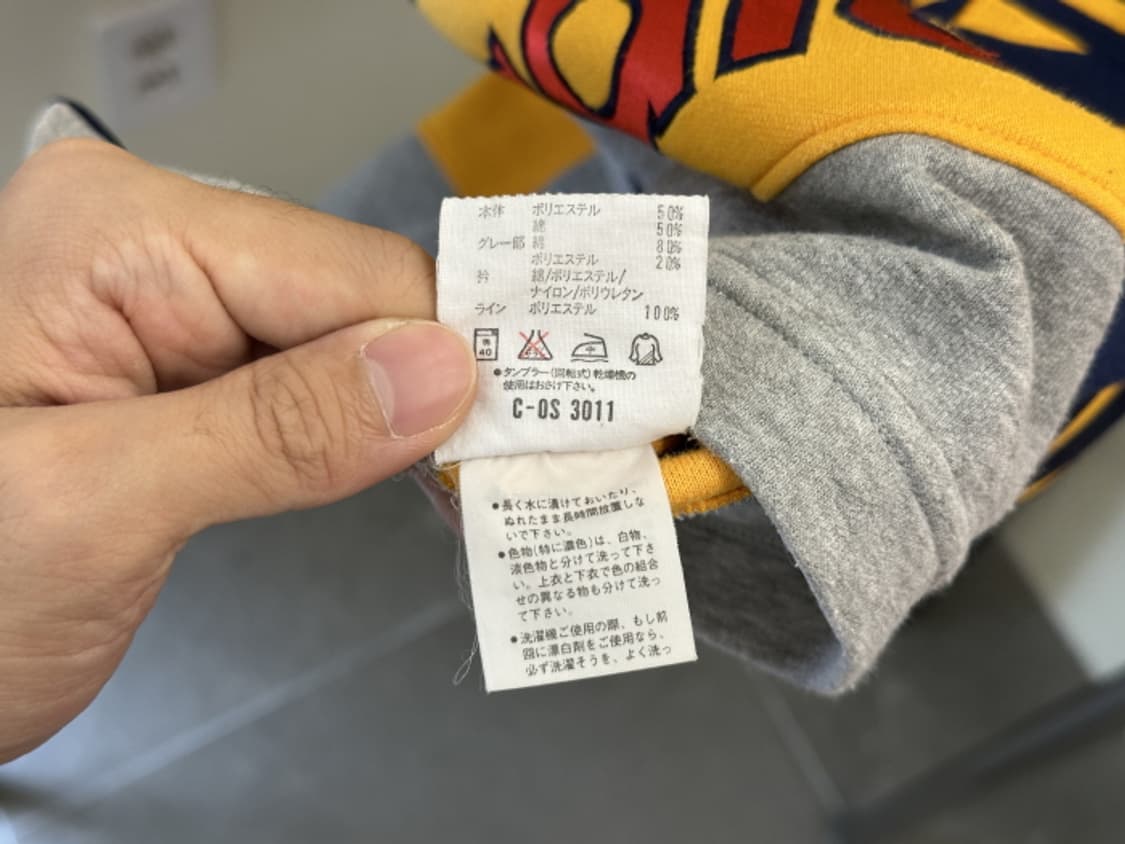 本体 ポリエステル 50%
綿 50%
グレー部 綿 80%
ポリエステル 20%
衿 綿/ポリエステル/
ナイロン/ポリウレタン
ライン ポリエステル 100%
40
●タンブラー(回転式)乾燥機の
使用はおさけ下さい。
C-OS 3011
●長く水に漬けておいたり、
ぬれたまま長時間放置しな
いで下さい。
●色物(特に濃色)は、白物、
淡色物と分けて洗って下さ
い。上衣と下衣で色の組合
せの異なる物も分けて洗っ
て下さい。
●洗濯機ご使用の際、もし前
回に漂白剤をご使用なら、
必ず洗濯そうを、よく洗っ